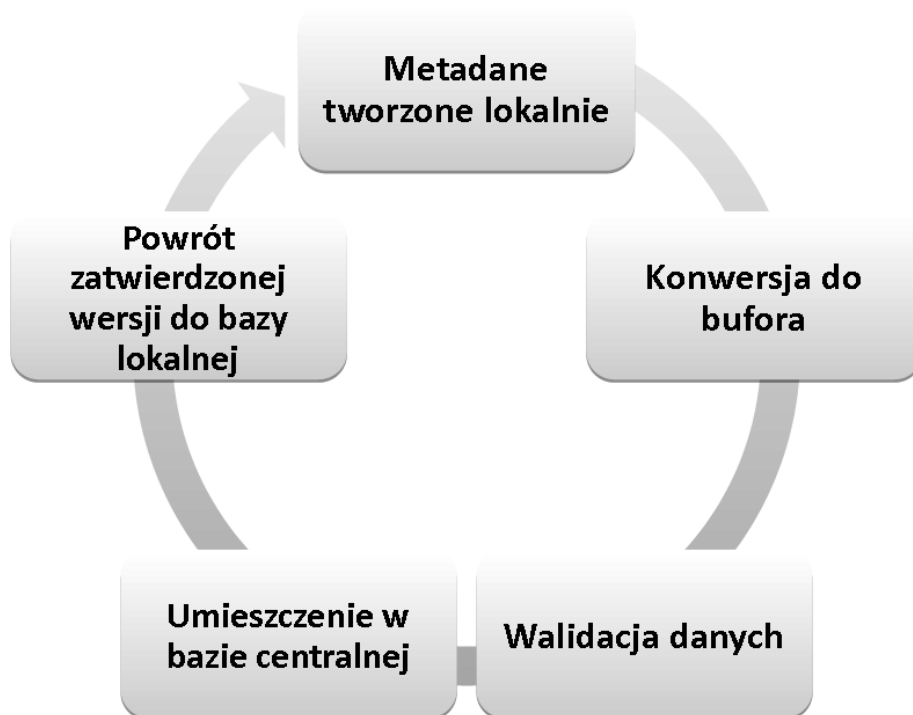 Metadane
tworzone lokalnie
Konwersja do
bufora
Walidacja danych
Umieszczenie w
bazie centralnej
Powrót
zatwierdzonej
wersji do bazy
lokalnej